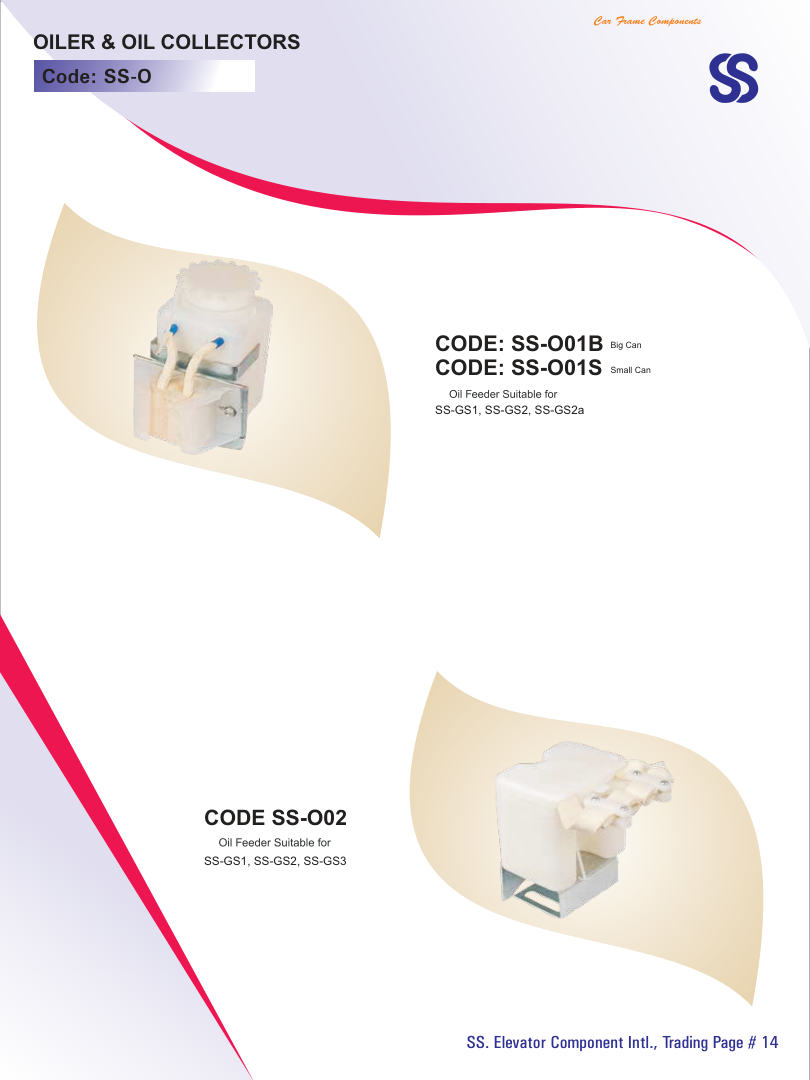 Car Frame Components
OILER & OIL COLLECTORS
Code: SS-O
SS
CODE: SS-O01B Big Can
CODE: SS-O01S Small Can
Oil Feeder Suitable for
SS-GS1, SS-GS2, SS-GS2a
CODE SS-O02
Oil Feeder Suitable for
SS-GS1, SS-GS2, SS-GS3
SS. Elevator Component Intl., Trading Page # 14